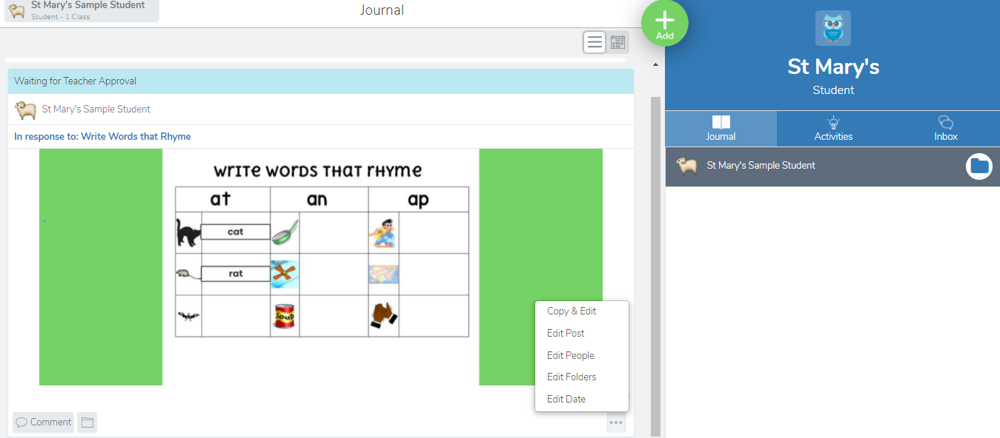 St Mary's Sample Student
Student - 1 Class
Journal
Add
St Mary's
Student
Journal
Activities
Inbox
St Mary's Sample Student
Waiting for Teacher Approval
St Mary's Sample Student
In response to: Write Words that Rhyme
WRITE WORDS THAT RHYME
at an ap
cat
rat
Soup
Copy & Edit
Edit Post
Edit People
Edit Folders
Edit Date
Comment